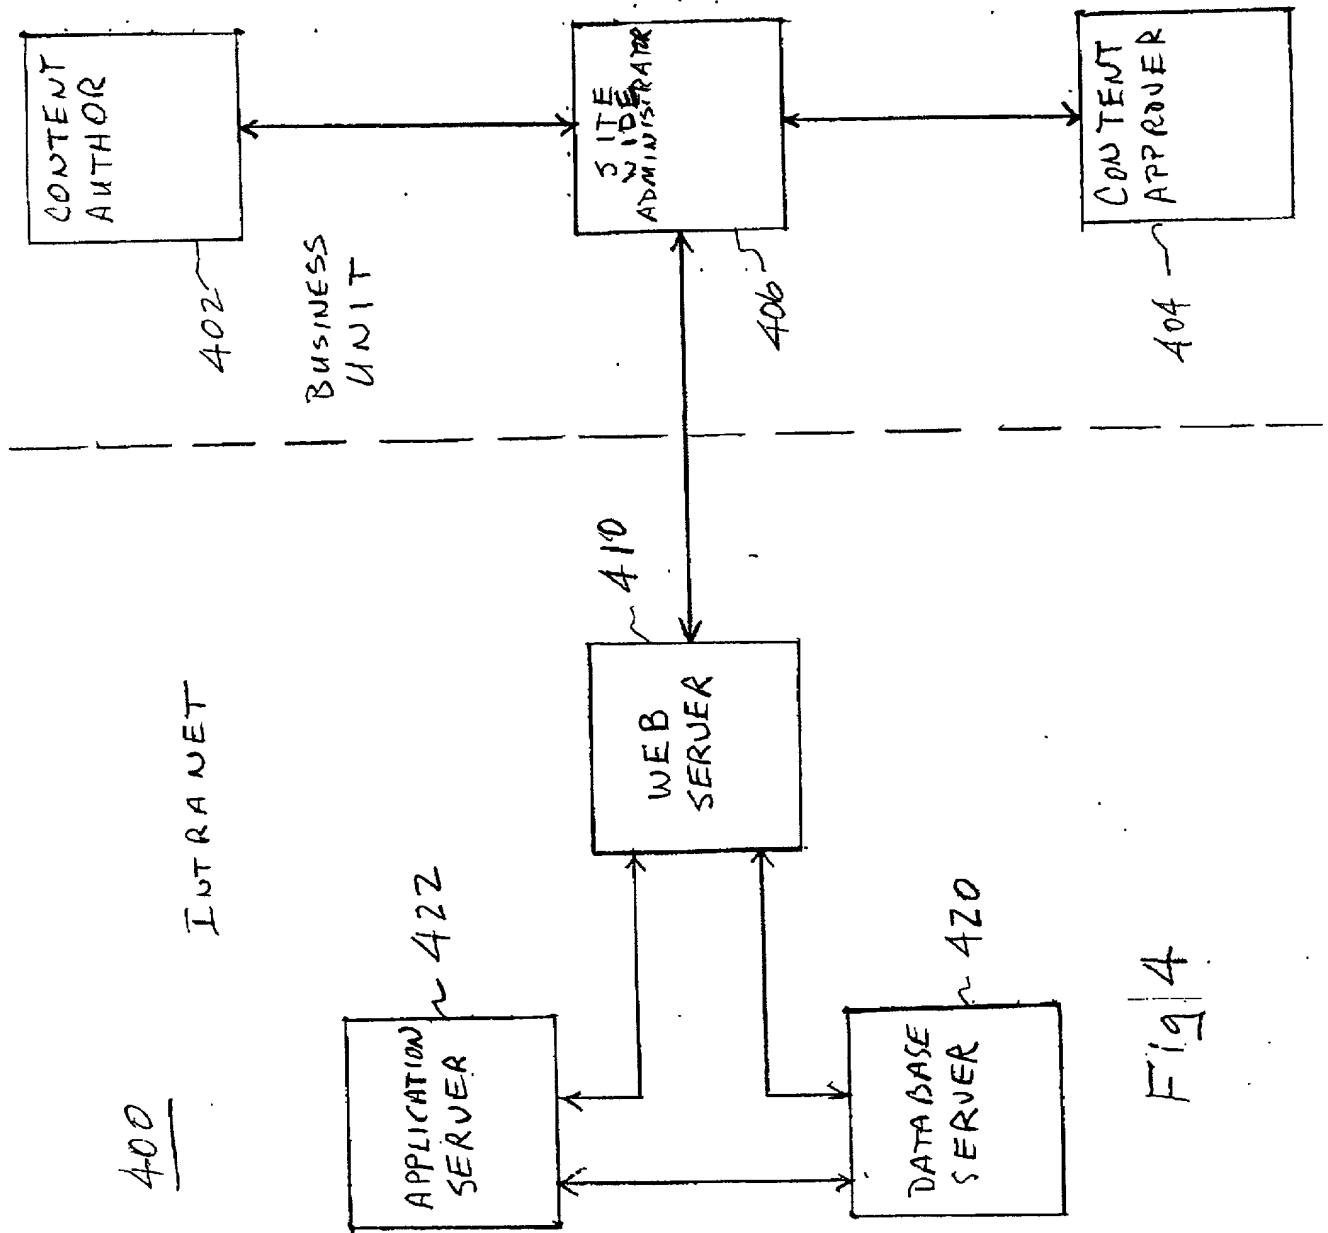 400
INTRANET
BUSINESS
UNIT
CONTENT
AUTHOR
402
APPLICATION
SERVER
422
WEB
SERVER
410
SITE
WIDE
ADMINISTRATOR
406
DATABASE
SERVER
420
CONTENT
APPROVER
404
Fig 4